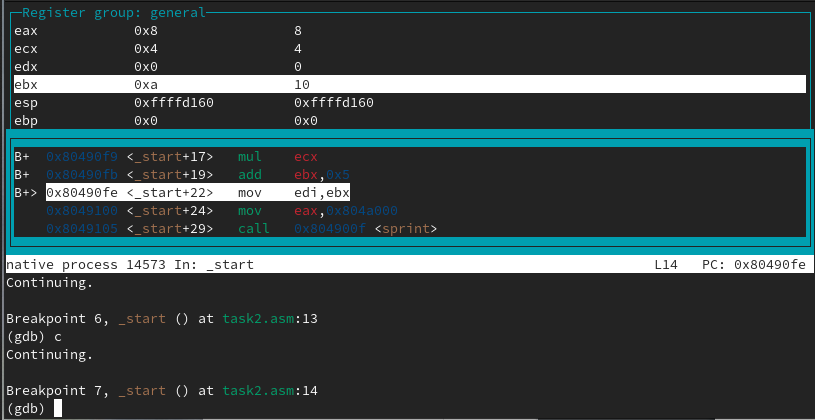 Register group: general
eax 0x8 8
ecx 0x4 4
edx 0x0 0
ebx 0xa 10
esp 0xffffd160 0xffffd160
ebp 0x0 0x0
B+ 0x80490f9 <_start+17> mul ecx
B+ 0x80490fb <_start+19> add ebx,0x5
B+> 0x80490fe <_start+22> mov edi,ebx
0x8049100 <_start+24> mov eax,0x804a000
0x8049105 <_start+29> call 0x804900f <sprint>
native process 14573 In: _start L14 PC: 0x80490fe
Continuing.
Breakpoint 6, _start () at task2.asm:13
(gdb) c
Continuing.
Breakpoint 7, _start () at task2.asm:14
(gdb)